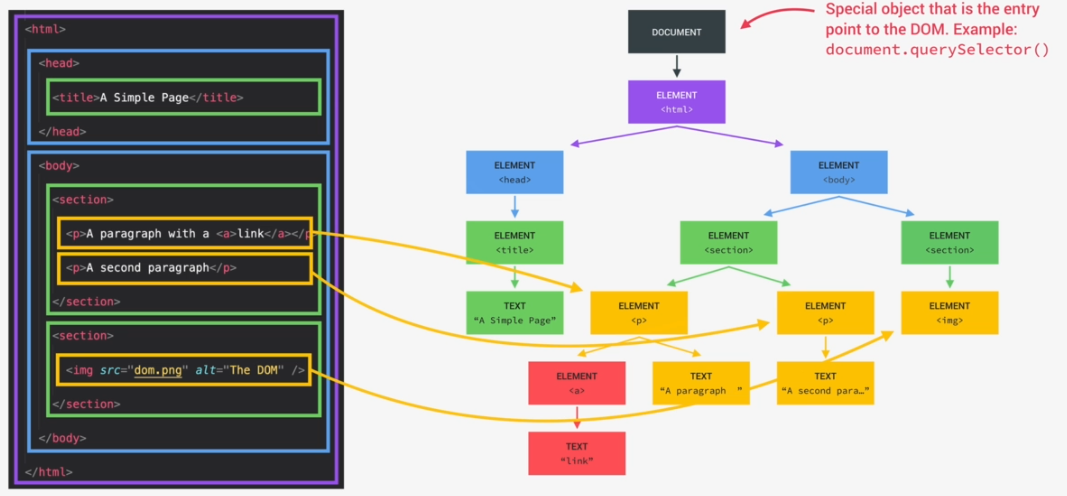 <html>
<head>
<title>A Simple Page</title>
</head>
<body>
<section>
<p>A paragraph with a <a>link</a></p>
<p>A second paragraph</p>
</section>
<section>
<img src="dom.png" alt="The DOM" />
</section>
</body>
</html>
Special object that is the entry
point to the DOM. Example:
document.querySelector()
DOCUMENT
ELEMENT
<html>
ELEMENT
<head>
ELEMENT
<body>
ELEMENT
<title>
ELEMENT
<section>
ELEMENT
<section>
TEXT
“A Simple Page”
ELEMENT
<p>
ELEMENT
<p>
ELEMENT
<img>
ELEMENT
<a>
TEXT
“A paragraph ”
TEXT
“A second para…”
TEXT
“link”